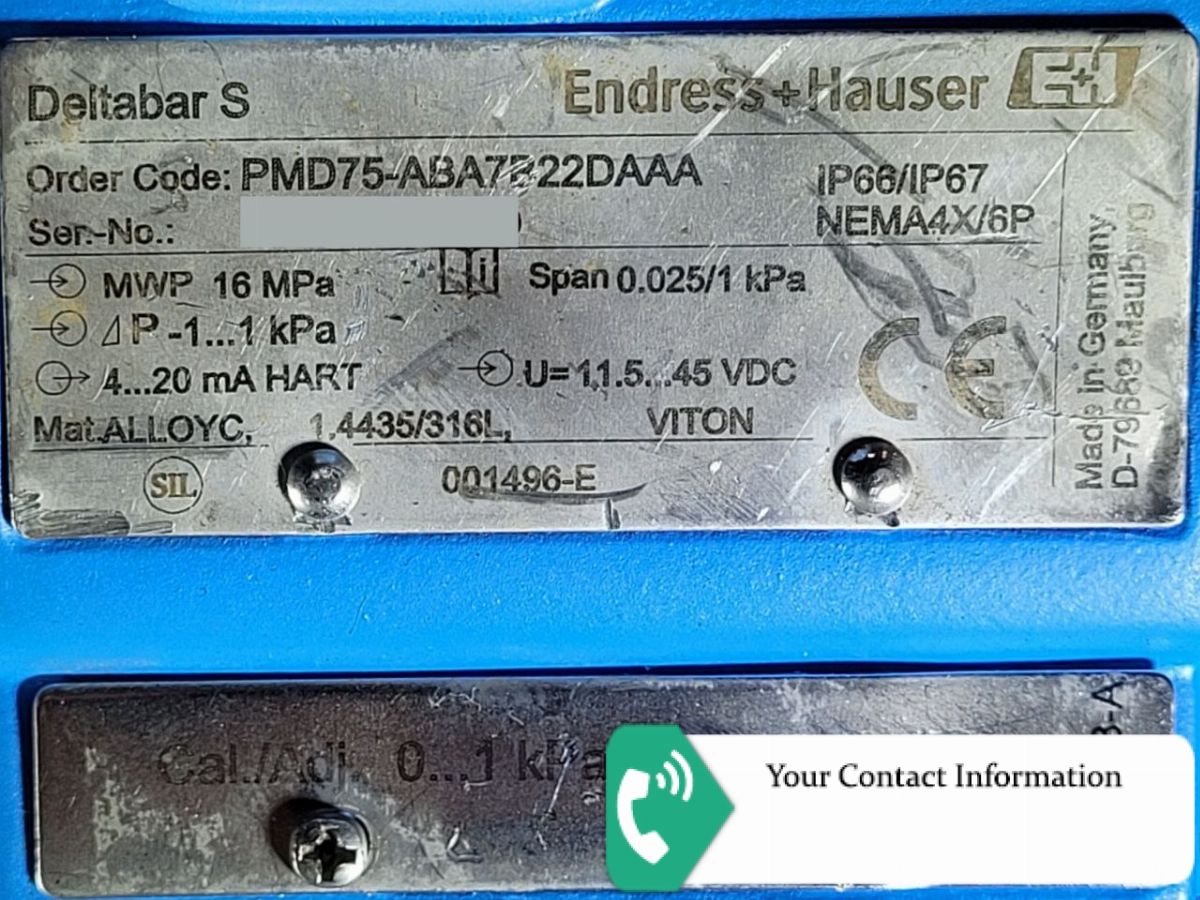 Deltabar S
Endress+Hauser
Order Code: PMD75-ABA7B22DAAA
IP66/IP67
Ser.-No.:
NEMA4X/6P
MWP 16 MPa
Span 0.025/1 kPa
⊿P -1...1 kPa
4...20 mA HART
U=11.5...45 VDC
Mat.ALLOYC, 1.4435/316L, VITON
SIL
001496-E
CE
Made in Germany,
D-79689 Maulburg
Cal./Adj. 0...1 kPa
Your Contact Information